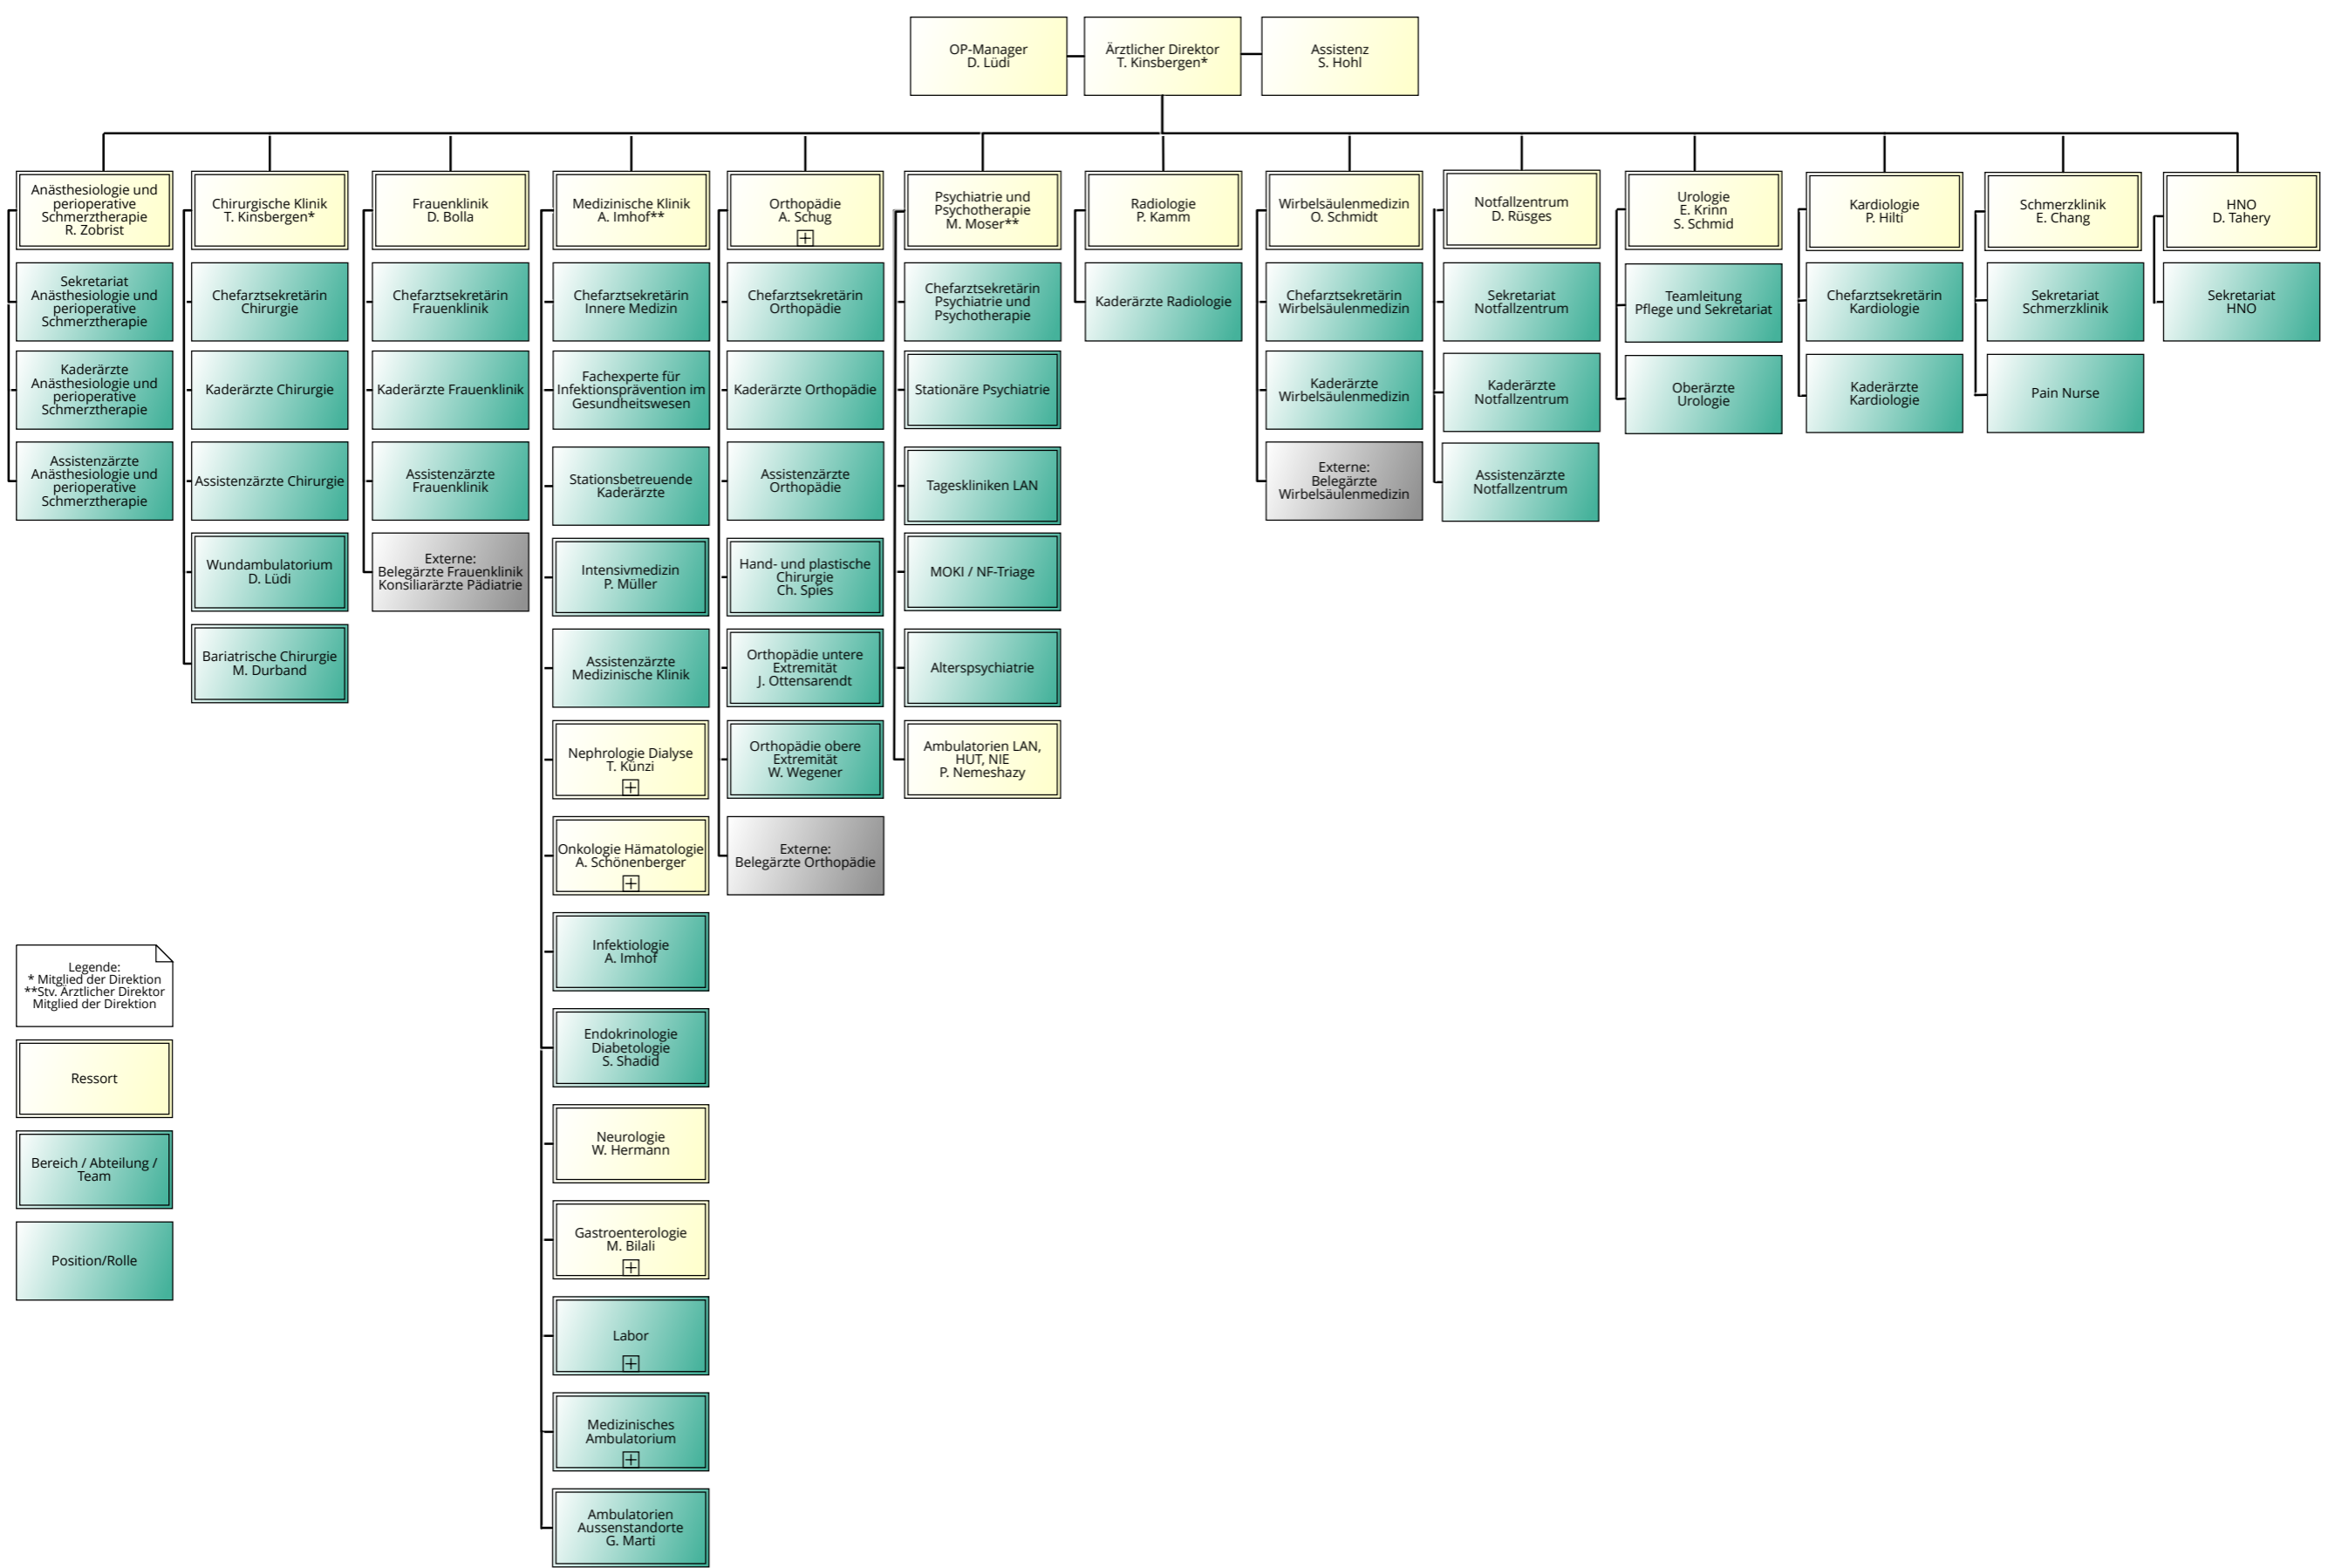 OP-Manager
D. Lüdi
Ärztlicher Direktor
T. Kinsbergen*
Assistenz
S. Hohl
Anästhesiologie und
perioperative
Schmerztherapie
R. Zobrist
Sekretariat
Anästhesiologie und
perioperative
Schmerztherapie
Kaderärzte
Anästhesiologie und
perioperative
Schmerztherapie
Assistenzärzte
Anästhesiologie und
perioperative
Schmerztherapie
Chirurgische Klinik
T. Kinsbergen*
Chefarztsekretärin
Chirurgie
Kaderärzte Chirurgie
Assistenzärzte Chirurgie
Wundambulatorium
D. Lüdi
Bariatrische Chirurgie
M. Durband
Frauenklinik
D. Bolla
Chefarztsekretärin
Frauenklinik
Kaderärzte Frauenklinik
Assistenzärzte
Frauenklinik
Externe:
Belegärzte Frauenklinik
Konsiliarärzte Pädiatrie
Medizinische Klinik
A. Imhof**
Chefarztsekretärin
Innere Medizin
Fachexperte für
Infektionsprävention im
Gesundheitswesen
Stationsbetreuende
Kaderärzte
Intensivmedizin
P. Müller
Assistenzärzte
Medizinische Klinik
Nephrologie Dialyse
T. Künzi
Onkologie Hämatologie
A. Schönenberger
Infektiologie
A. Imhof
Endokrinologie
Diabetologie
S. Shadid
Neurologie
W. Hermann
Gastroenterologie
M. Bilali
Labor
Medizinisches
Ambulatorium
Ambulatorien
Aussenstandorte
G. Marti
Orthopädie
A. Schug
Chefarztsekretärin
Orthopädie
Kaderärzte Orthopädie
Assistenzärzte
Orthopädie
Hand- und plastische
Chirurgie
Ch. Spies
Orthopädie untere
Extremität
J. Ottensarendt
Orthopädie obere
Extremität
W. Wegener
Externe:
Belegärzte Orthopädie
Psychiatrie und
Psychotherapie
M. Moser**
Chefarztsekretärin
Psychiatrie und
Psychotherapie
Stationäre Psychiatrie
Tageskliniken LAN
MOKI / NF-Triage
Alterspsychiatrie
Ambulatorien LAN,
HUT, NIE
P. Nemeshazy
Radiologie
P. Kamm
Kaderärzte Radiologie
Wirbelsäulenmedizin
O. Schmidt
Chefarztsekretärin
Wirbelsäulenmedizin
Kaderärzte
Wirbelsäulenmedizin
Externe:
Belegärzte
Wirbelsäulenmedizin
Notfallzentrum
D. Rüsges
Sekretariat
Notfallzentrum
Kaderärzte
Notfallzentrum
Assistenzärzte
Notfallzentrum
Urologie
E. Krinn
S. Schmid
Teamleitung
Pflege und Sekretariat
Oberärzte
Urologie
Kardiologie
P. Hilti
Chefarztsekretärin
Kardiologie
Kaderärzte
Kardiologie
Schmerzklinik
E. Chang
Sekretariat
Schmerzklinik
Pain Nurse
HNO
D. Tahery
Sekretariat
HNO
Legende:
* Mitglied der Direktion
**Stv. Ärztlicher Direktor
Mitglied der Direktion
Ressort
Bereich / Abteilung /
Team
Position/Rolle